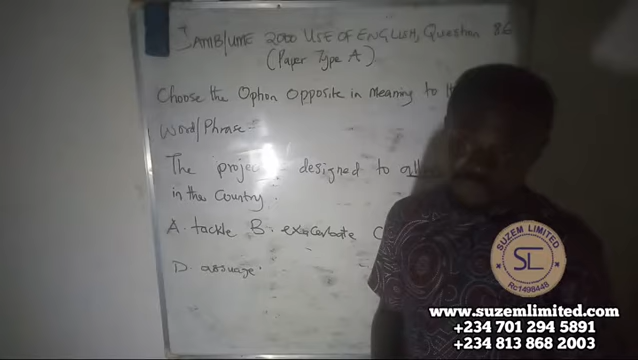 JAMB/UME 2000 USE OF ENGLISH, Question 86
(Paper Type A)
Choose the Option Opposite in Meaning to
Word/Phrase:-
The designed to
in the Country.
A. tackle B. exacerbate C
D. assuage.
SUZEM LIMITED
SL
Rc1498448
www.suzemlimited.com
+234 701 294 5891
+234 813 868 2003